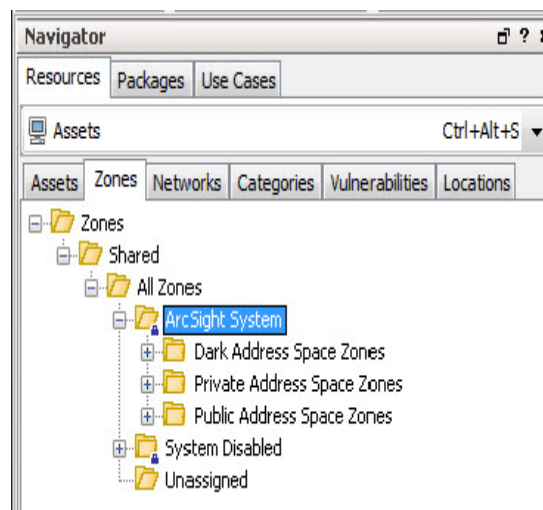 Navigator ?
Resources Packages Use Cases
Assets Ctrl+Alt+S
Assets Zones Networks Categories Vulnerabilities Locations
Zones
Shared
All Zones
ArcSight System
Dark Address Space Zones
Private Address Space Zones
Public Address Space Zones
System Disabled
Unassigned